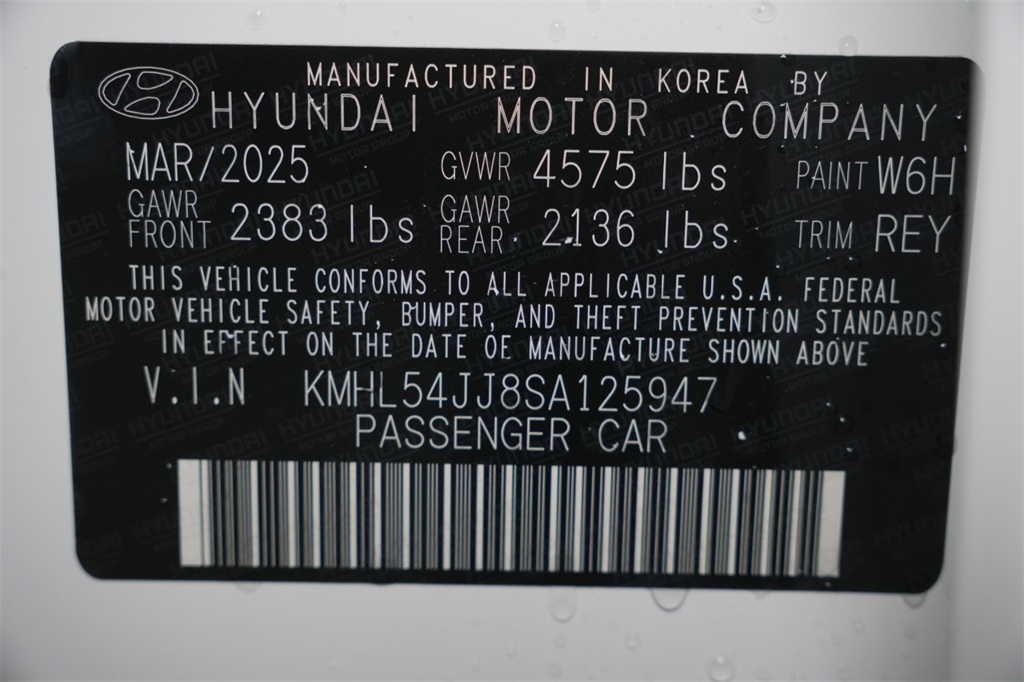 MANUFACTURED IN KOREA BY
HYUNDAI MOTOR COMPANY
MAR/2025 GVWR 4575 lbs PAINT W6H
GAWR FRONT 2383 lbs GAWR REAR 2136 lbs TRIM REY
THIS VEHICLE CONFORMS TO ALL APPLICABLE U.S.A. FEDERAL
MOTOR VEHICLE SAFETY, BUMPER, AND THEFT PREVENTION STANDARDS
IN EFFECT ON THE DATE OF MANUFACTURE SHOWN ABOVE
V.I.N KMHL54JJ8SA125947
PASSENGER CAR